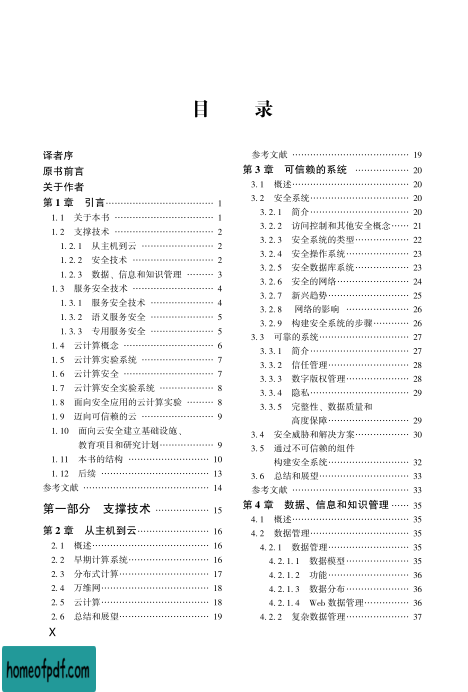 目 录
译者序
原书前言
关于作者
第 1 章 引言 …… 1
1. 1 关于本书 …… 1
1. 2 支撑技术 …… 2
1. 2. 1 从主机到云 …… 2
1. 2. 2 安全技术 …… 2
1. 2. 3 数据、信息和知识管理 …… 3
1. 3 服务安全技术 …… 4
1. 3. 1 服务安全技术 …… 4
1. 3. 2 语义服务安全 …… 5
1. 3. 3 专用服务安全 …… 5
1. 4 云计算概念 …… 6
1. 5 云计算实验系统 …… 7
1. 6 云计算安全 …… 7
1. 7 云计算安全实验系统 …… 8
1. 8 面向安全应用的云计算实验 …… 8
1. 9 迈向可信赖的云 …… 9
1. 10 面向云安全建立基础设施、
教育项目和研究计划 …… 9
1. 11 本书的结构 …… 10
1. 12 后续 …… 13
参考文献 …… 14
第一部分 支撑技术 …… 15
第 2 章 从主机到云 …… 16
2. 1 概述 …… 16
2. 2 早期计算系统 …… 16
2. 3 分布式计算 …… 17
2. 4 万维网 …… 18
2. 5 云计算 …… 18
2. 6 总结和展望 …… 19
参考文献 …… 19
第 3 章 可信赖的系统 …… 20
3. 1 概述 …… 20
3. 2 安全系统 …… 20
3. 2. 1 简介 …… 20
3. 2. 2 访问控制和其他安全概念 …… 21
3. 2. 3 安全系统的类型 …… 22
3. 2. 4 安全操作系统 …… 23
3. 2. 5 安全数据库系统 …… 23
3. 2. 6 安全的网络 …… 24
3. 2. 7 新兴趋势 …… 25
3. 2. 8 网络的影响 …… 26
3. 2. 9 构建安全系统的步骤 …… 26
3. 3 可靠的系统 …… 27
3. 3. 1 简介 …… 27
3. 3. 2 信任管理 …… 28
3. 3. 3 数字版权管理 …… 28
3. 3. 4 隐私 …… 29
3. 3. 5 完整性、数据质量和
高度保障 …… 29
3. 4 安全威胁和解决方案 …… 30
3. 5 通过不可信赖的组件
构建安全系统 …… 32
3. 6 总结和展望 …… 33
参考文献 …… 33
第 4 章 数据、信息和知识管理 …… 35
4. 1 概述 …… 35
4. 2 数据管理 …… 35
4. 2. 1 数据管理 …… 35
4. 2. 1. 1 数据模型 …… 35
4. 2. 1. 2 功能 …… 36
4. 2. 1. 3 数据分布 …… 36
4. 2. 1. 4 Web 数据管理 …… 36
4. 2. 2 复杂数据管理 …… 37
X
homeofpdf.com